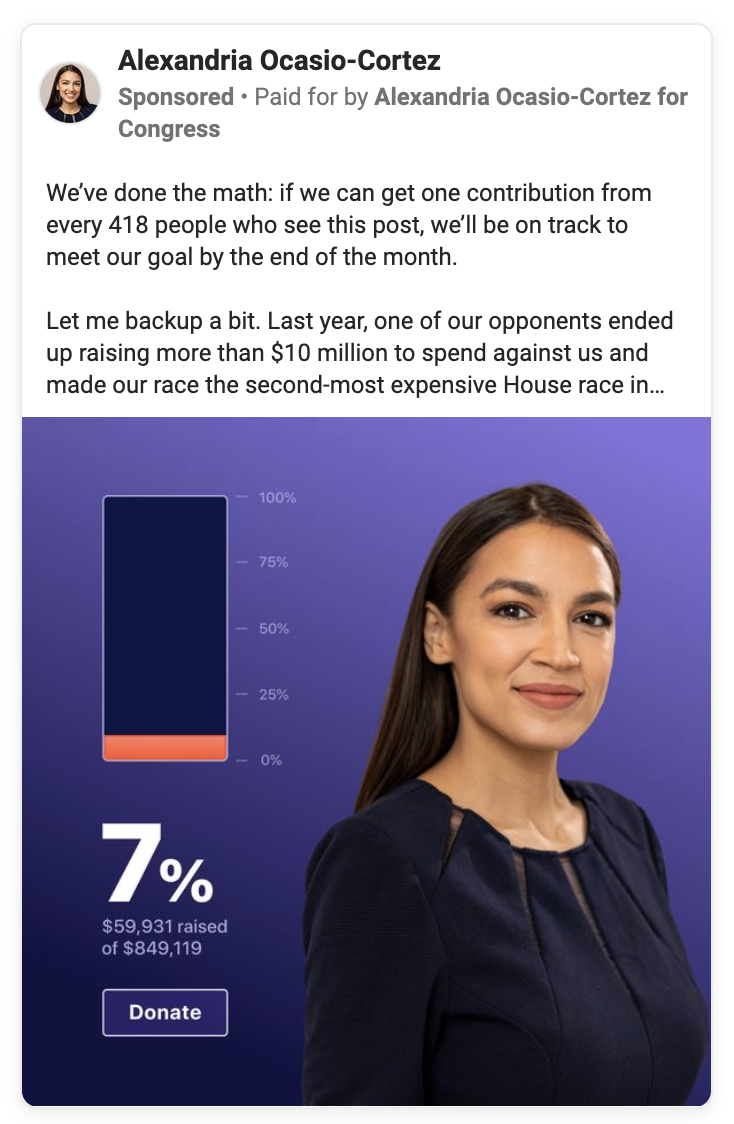 Alexandria Ocasio-Cortez
Sponsored • Paid for by Alexandria Ocasio-Cortez for
Congress
We’ve done the math: if we can get one contribution from
every 418 people who see this post, we’ll be on track to
meet our goal by the end of the month.
Let me backup a bit. Last year, one of our opponents ended
up raising more than $10 million to spend against us and
made our race the second-most expensive House race in…
100%
75%
50%
25%
0%
7%
$59,931 raised
of $849,119
Donate